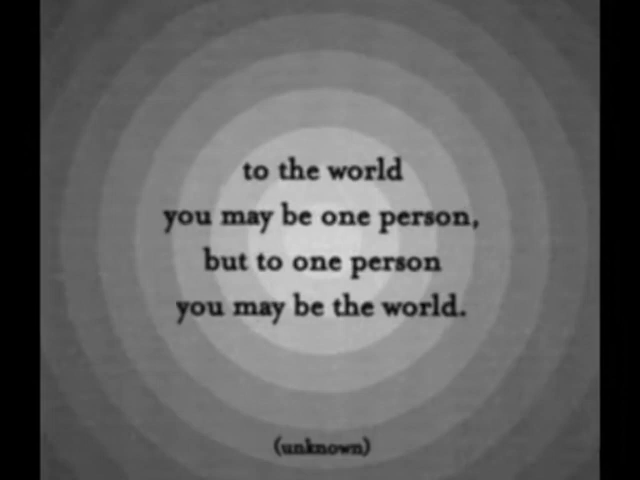 to the world
you may be one person,
but to one person
you may be the world.
(unknown)